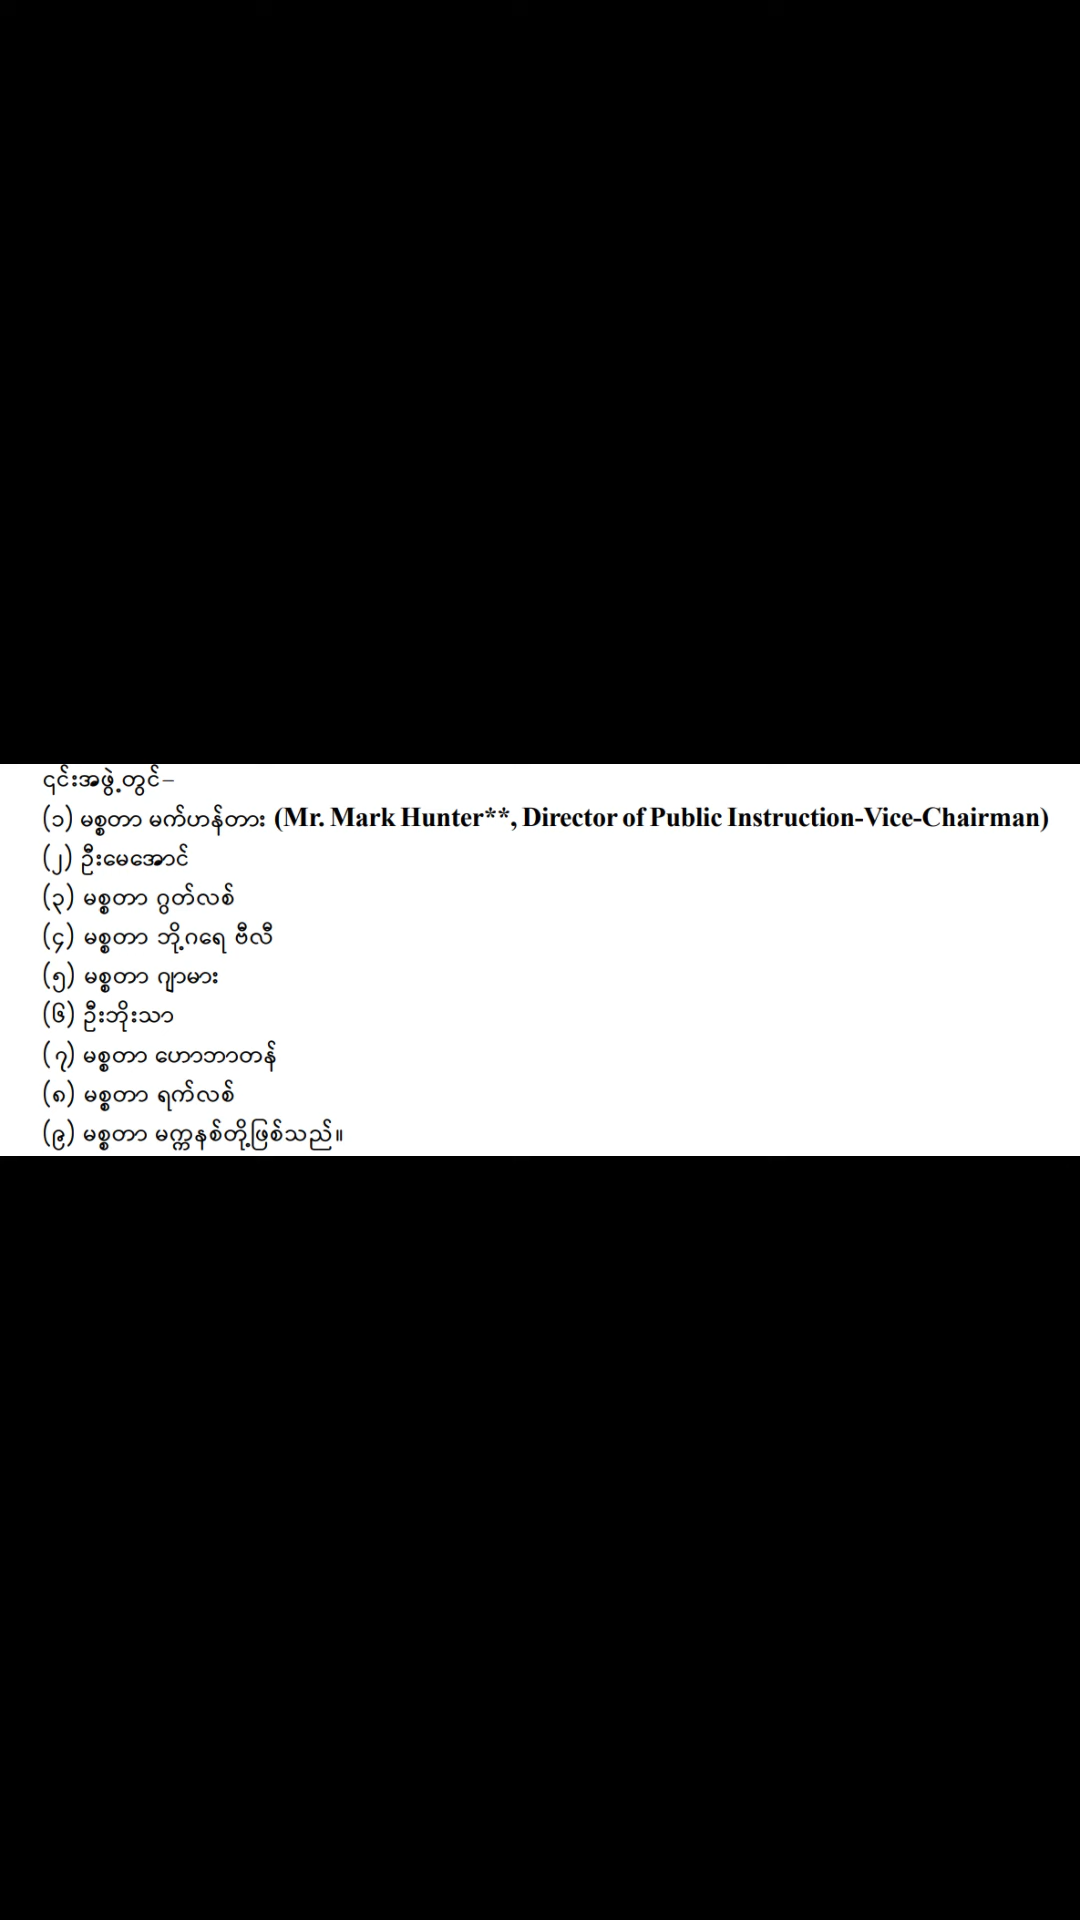 ၎င်းအဖွဲ့တွင်–
(၁) မစ္စတာ မက်ဟန်တား (Mr. Mark Hunter**, Director of Public Instruction-Vice-Chairman)
(၂) ဦးမေအောင်
(၃) မစ္စတာ ဂွတ်လစ်
(၄) မစ္စတာ ဘို့ဂရေ ဗီလီ
(၅) မစ္စတာ ဂျာမား
(၆) ဦးဘိုးသာ
(၇) မစ္စတာ ဟောဘာတန်
(၈) မစ္စတာ ရက်လစ်
(၉) မစ္စတာ မက္ကနစ်တို့ဖြစ်သည်။